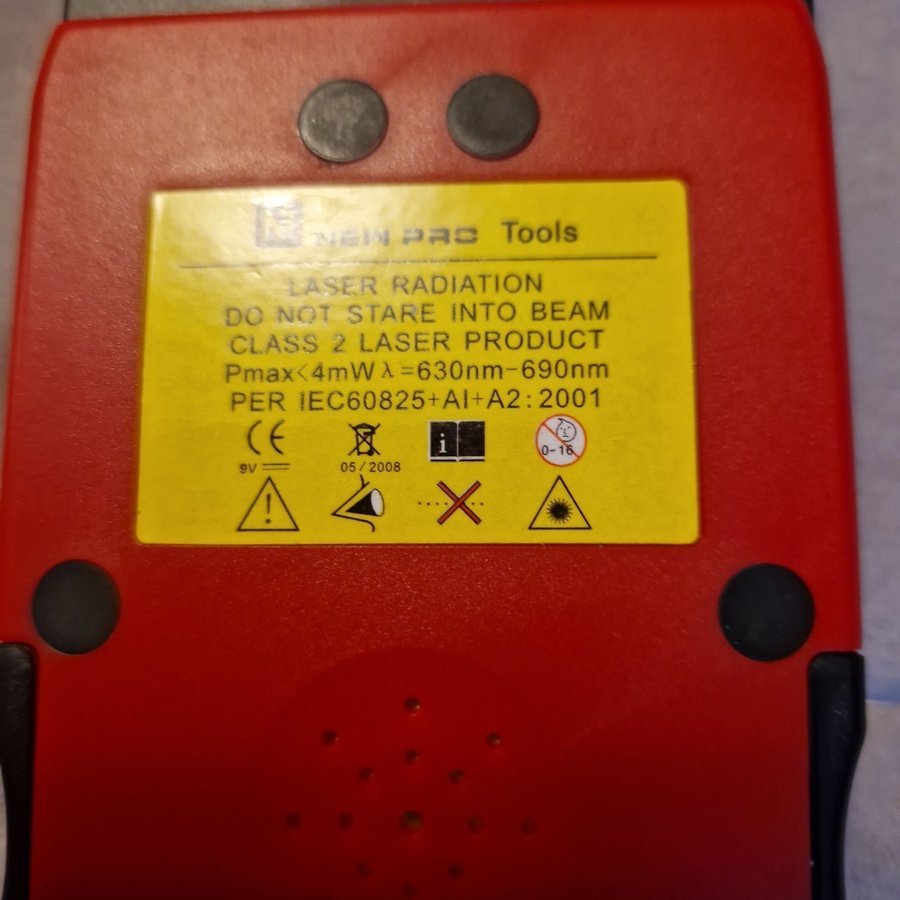 NEW PRO Tools
LASER RADIATION
DO NOT STARE INTO BEAM
CLASS 2 LASER PRODUCT
Pmax<4mW λ=630nm-690nm
PER IEC60825+AI+A2:2001
CE
i
0-16
9V
05/2008